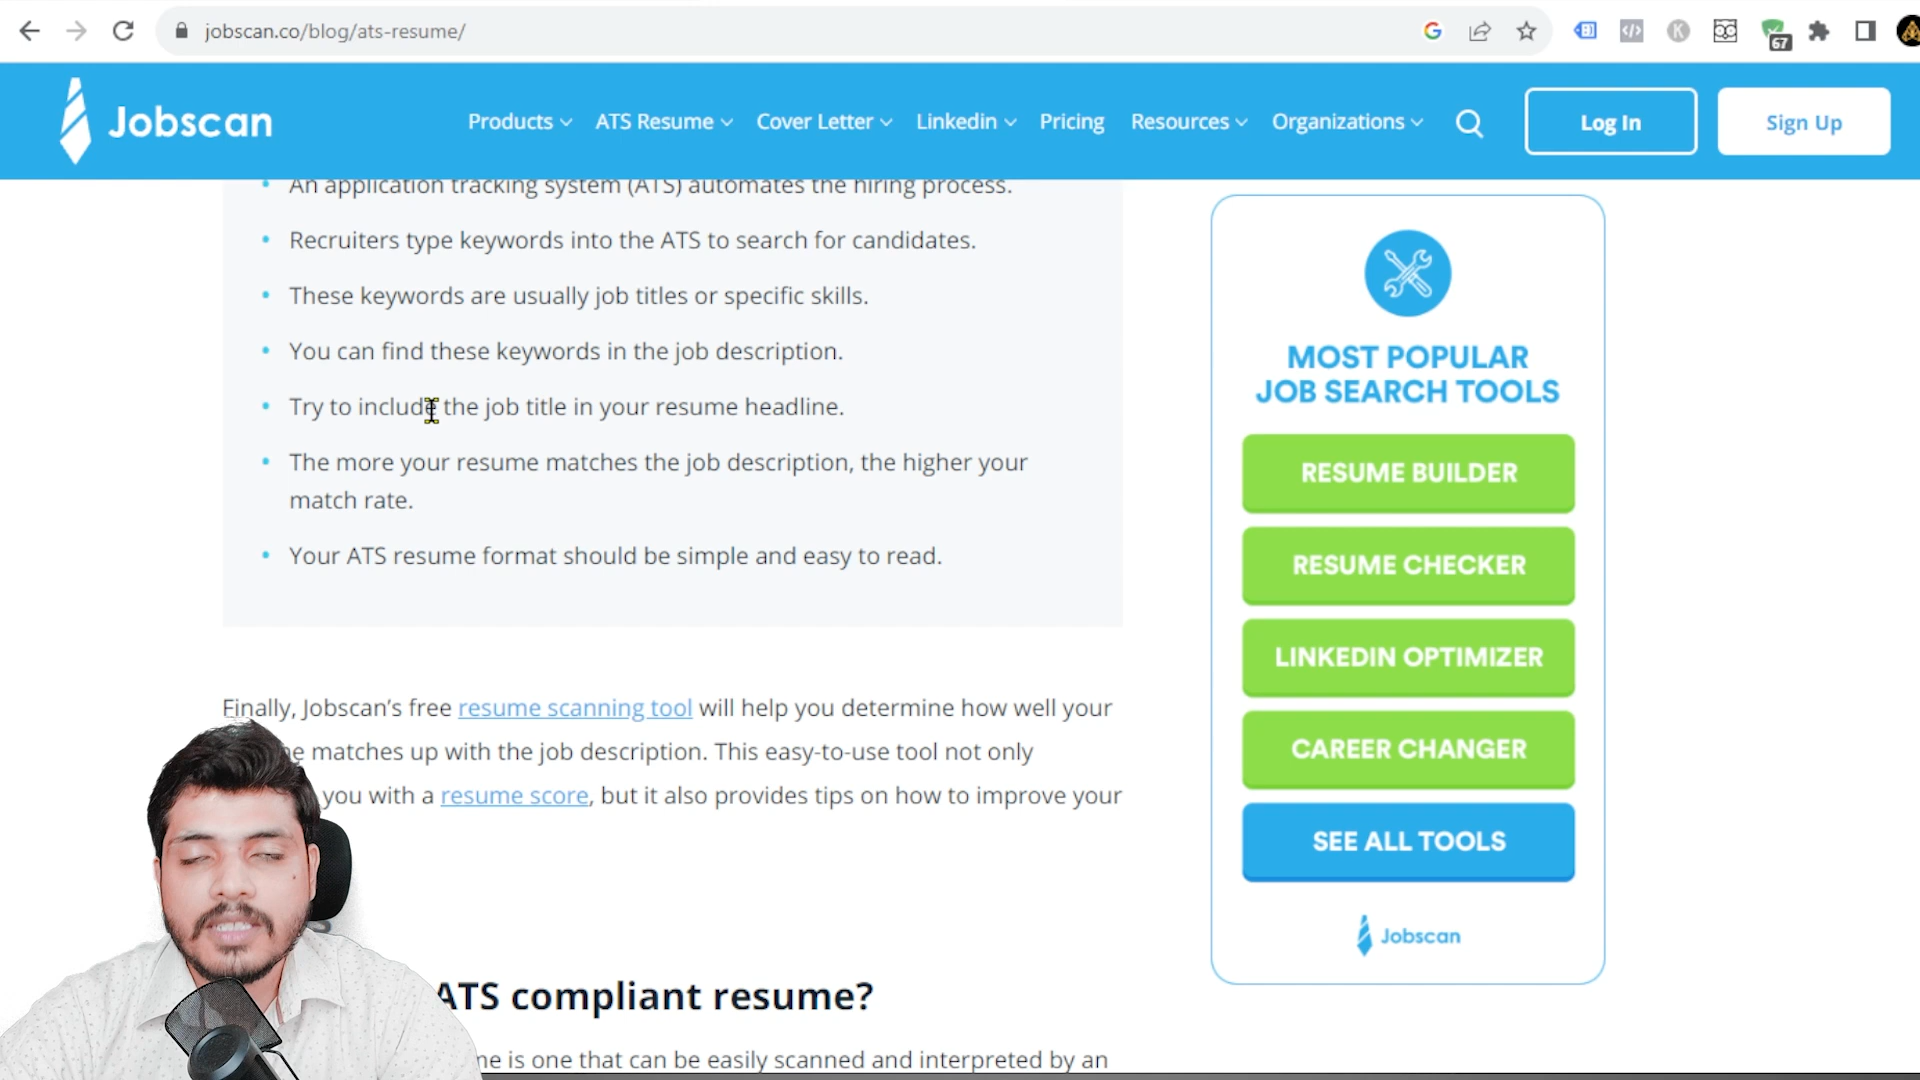 jobscan.co/blog/ats-resume/
67
Jobscan
Products
ATS Resume
Cover Letter
Linkedin
Pricing
Resources
Organizations
Log In
Sign Up
An application tracking system (ATS) automates the hiring process.
Recruiters type keywords into the ATS to search for candidates.
These keywords are usually job titles or specific skills.
You can find these keywords in the job description.
Try to include the job title in your resume headline.
The more your resume matches the job description, the higher your
match rate.
Your ATS resume format should be simple and easy to read.
Finally, Jobscan's free resume scanning tool will help you determine how well your
matches up with the job description. This easy-to-use tool not only
you with a resume score, but it also provides tips on how to improve your
ATS compliant resume?
is one that can be easily scanned and interpreted by an
MOST POPULAR
JOB SEARCH TOOLS
RESUME BUILDER
RESUME CHECKER
LINKEDIN OPTIMIZER
CAREER CHANGER
SEE ALL TOOLS
Jobscan